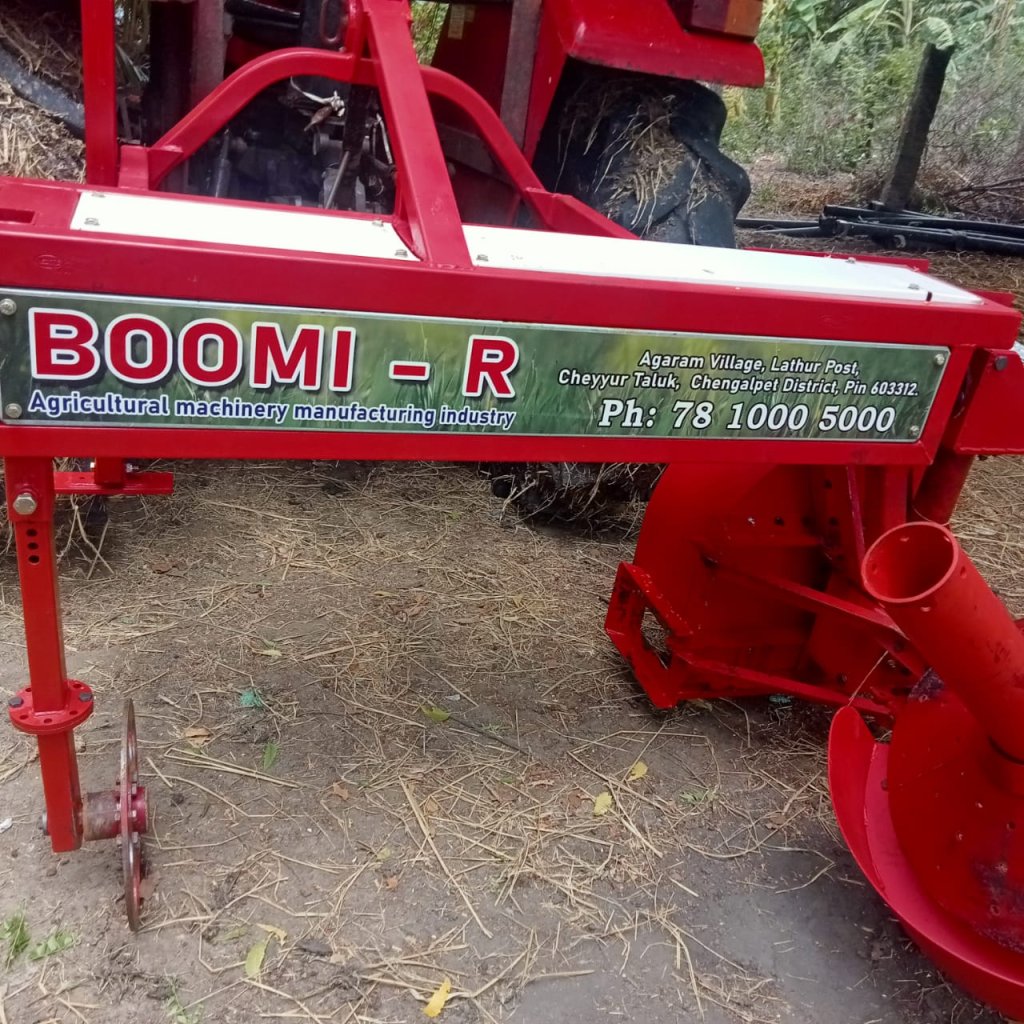 BOOMI - R
Agricultural machinery manufacturing industry
Agaram Village, Lathur Post,
Cheyyur Taluk, Chengalpet District, Pin 603312.
Ph: 78 1000 5000